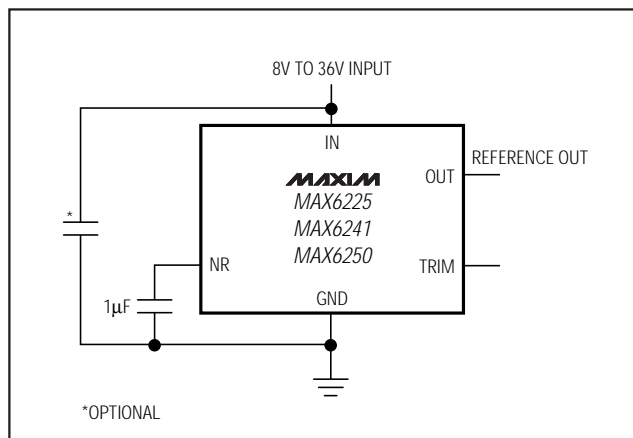 8V TO 36V INPUT
IN
MAXIM
REFERENCE OUT
OUT
MAX6225
MAX6241
MAX6250
*
NR
TRIM
1μF
GND
*OPTIONAL